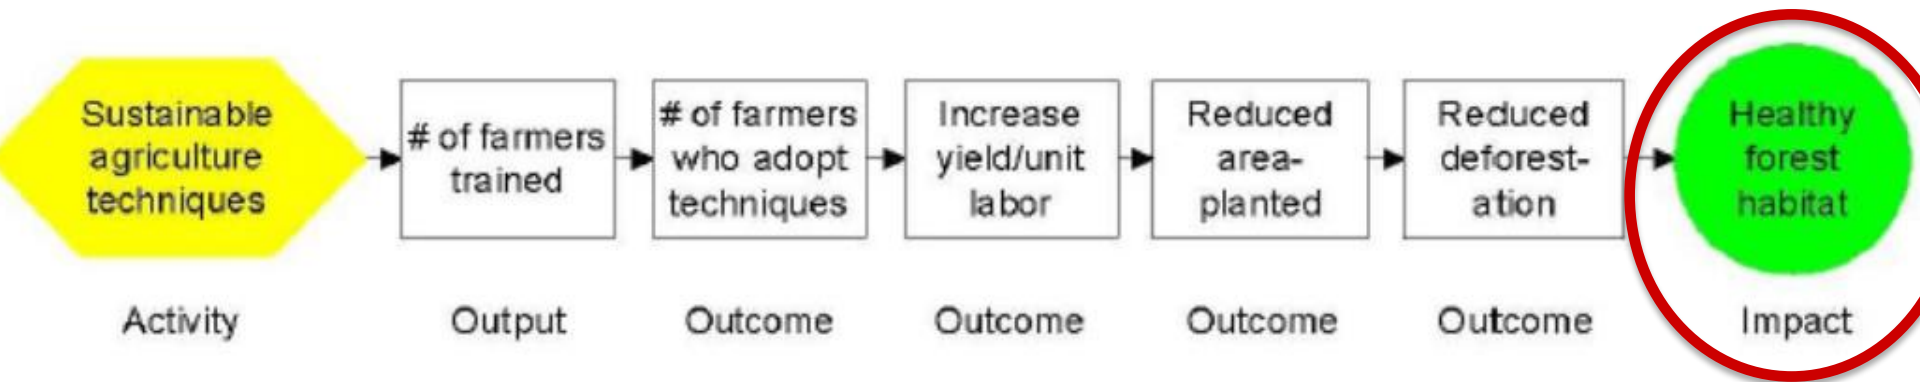 Sustainable
agriculture
techniques
# of farmers
trained
# of farmers
who adopt
techniques
Increase
yield/unit
labor
Reduced
area-
planted
Reduced
deforest-
ation
Healthy
forest
habitat
Activity
Output
Outcome
Outcome
Outcome
Outcome
Impact